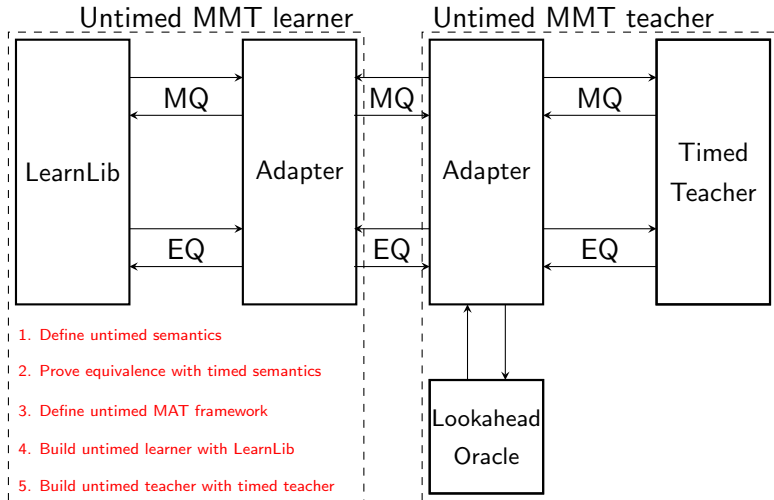 Untimed MMT learner
Untimed MMT teacher
MQ
MQ
MQ
LearnLib
Adapter
Adapter
Timed
Teacher
EQ
EQ
EQ
1. Define untimed semantics
2. Prove equivalence with timed semantics
3. Define untimed MAT framework
4. Build untimed learner with LearnLib
5. Build untimed teacher with timed teacher
Lookahead
Oracle